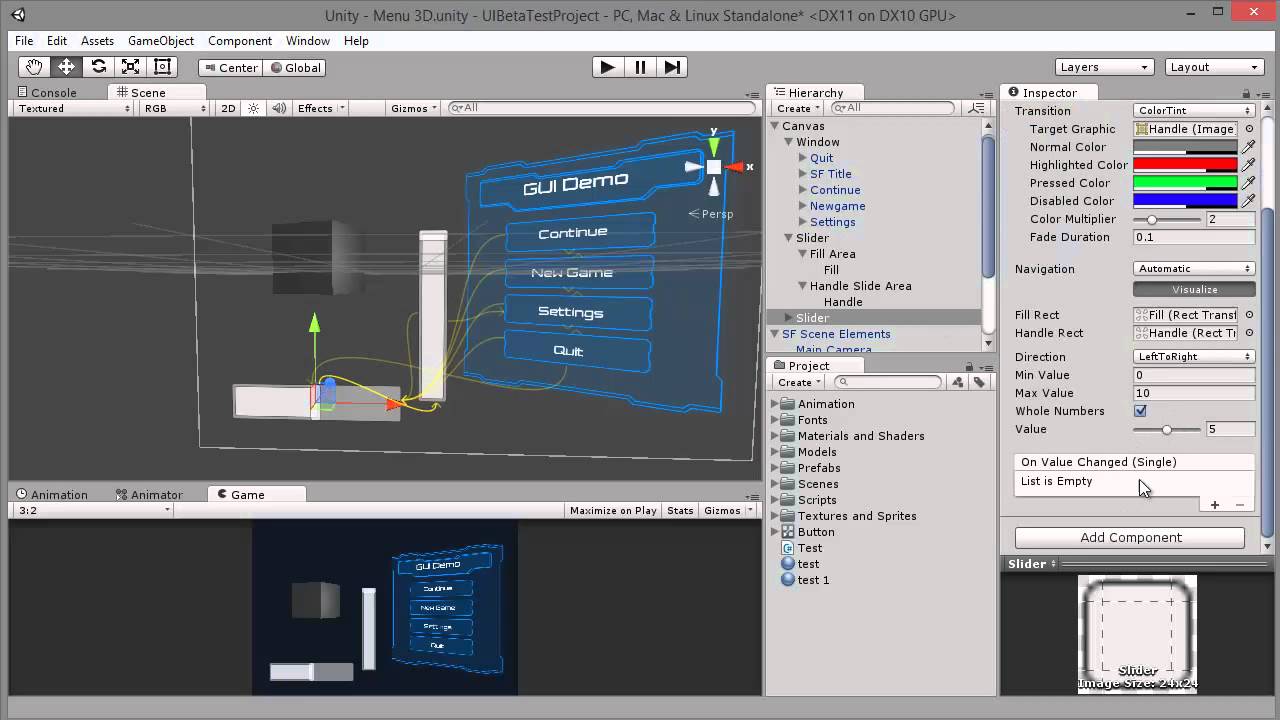 Unity - Menu 3D.unity - UIBetaTestProject - PC, Mac & Linux Standalone* <DX11 on DX10 GPU>
File Edit Assets GameObject Component Window Help
Center Global Layers Layout
Console Scene
Textured RGB 2D Effects Gizmos All
GUI Demo
Continue
New Game
Settings
Quit
y
x
Persp
Hierarchy
Create All
Canvas
Window
Quit
SF Title
Continue
Newgame
Settings
Slider
Fill Area
Fill
Handle Slide Area
Handle
Slider
SF Scene Elements
Main Camera
Project
Create
Animation
Fonts
Materials and Shaders
Models
Prefabs
Scenes
Scripts
Textures and Sprites
Button
Test
test
test 1
Inspector
Transition ColorTint
Target Graphic Handle (Image
Normal Color
Highlighted Color
Pressed Color
Disabled Color
Color Multiplier 2
Fade Duration 0.1
Navigation Automatic
Visualize
Fill Rect Fill (Rect Transf
Handle Rect Handle (Rect Tr
Direction LeftToRight
Min Value 0
Max Value 10
Whole Numbers
Value 5
On Value Changed (Single)
List is Empty
Add Component
Slider
Slider
Image Size: 24x24
Animation Animator Game
3:2 Maximize on Play Stats Gizmos
GUI Demo
Continue
New Game
Settings
Quit